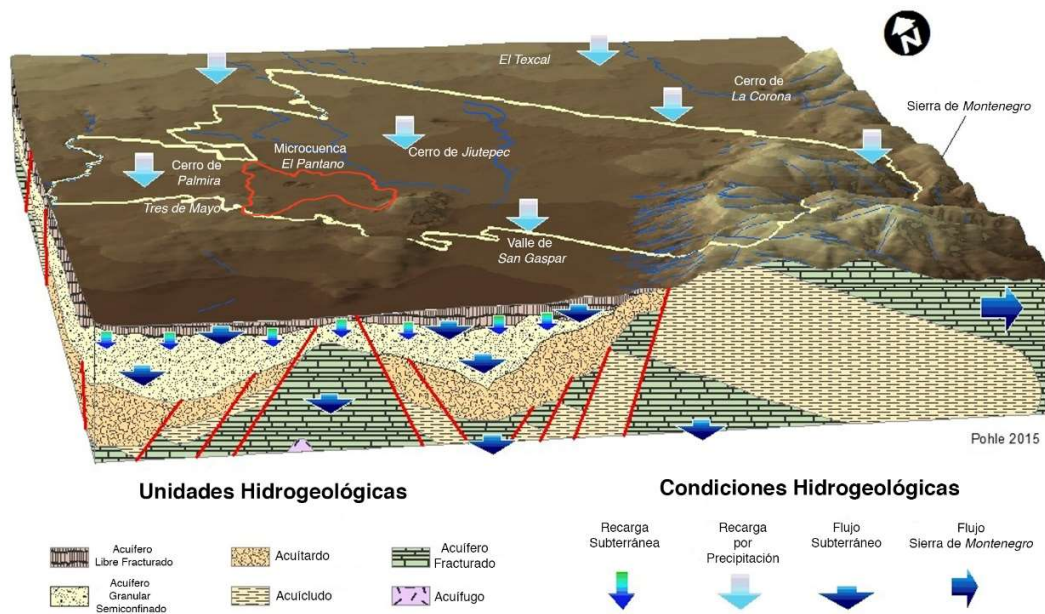 N
El Texcal
Cerro de
La Corona
Sierra de Montenegro
Microcuenca
El Pantano
Cerro de Jiutepec
Cerro de
Palmira
Tres de Mayo
Valle de
San Gaspar
Pohle 2015
Unidades Hidrogeológicas
Condiciones Hidrogeológicas
Acuífero
Libre Fracturado
Acuitardo
Acuífero
Fracturado
Acuífero
Granular
Semiconfinado
Acuicludo
Acuífugo
Recarga
Subterránea
Recarga
por
Precipitación
Flujo
Subterráneo
Flujo
Sierra de Montenegro